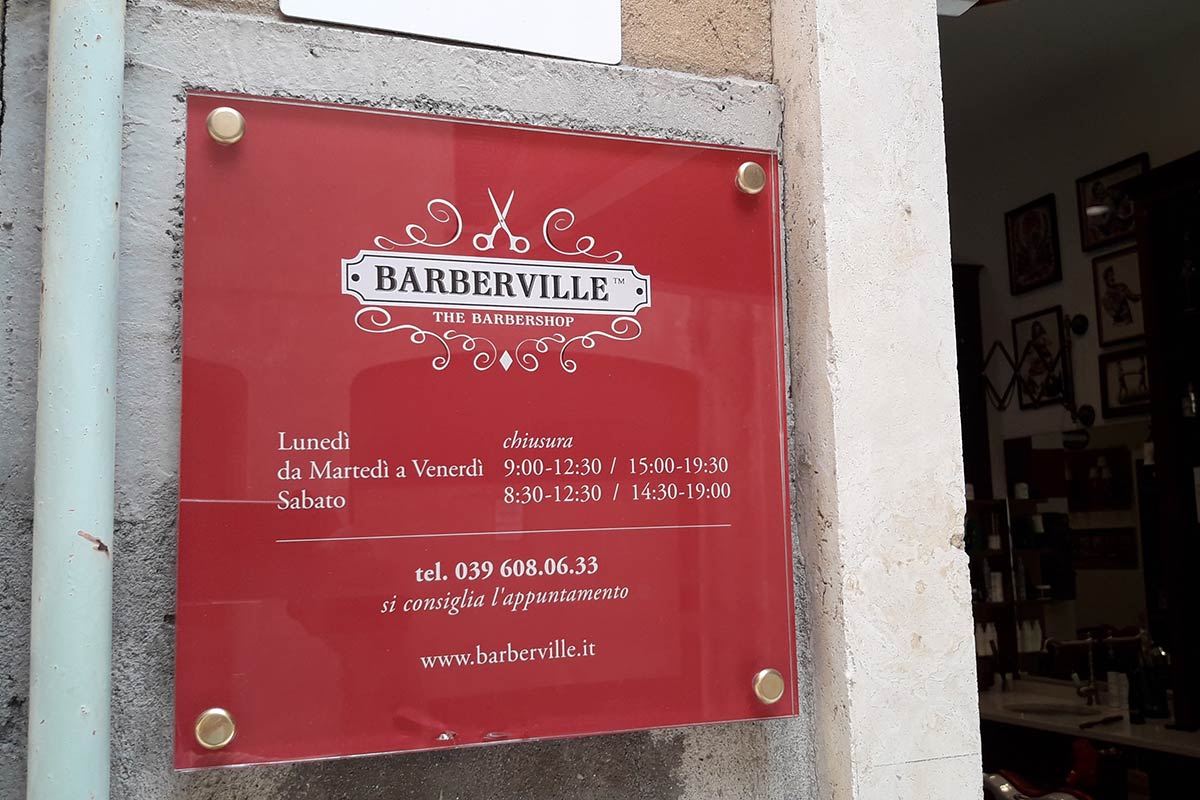 BARBERVILLE™
THE BARBERSHOP
Lunedì chiusura
da Martedì a Venerdì 9:00-12:30 / 15:00-19:30
Sabato 8:30-12:30 / 14:30-19:00
tel. 039 608.06.33
si consiglia l'appuntamento
www.barberville.it